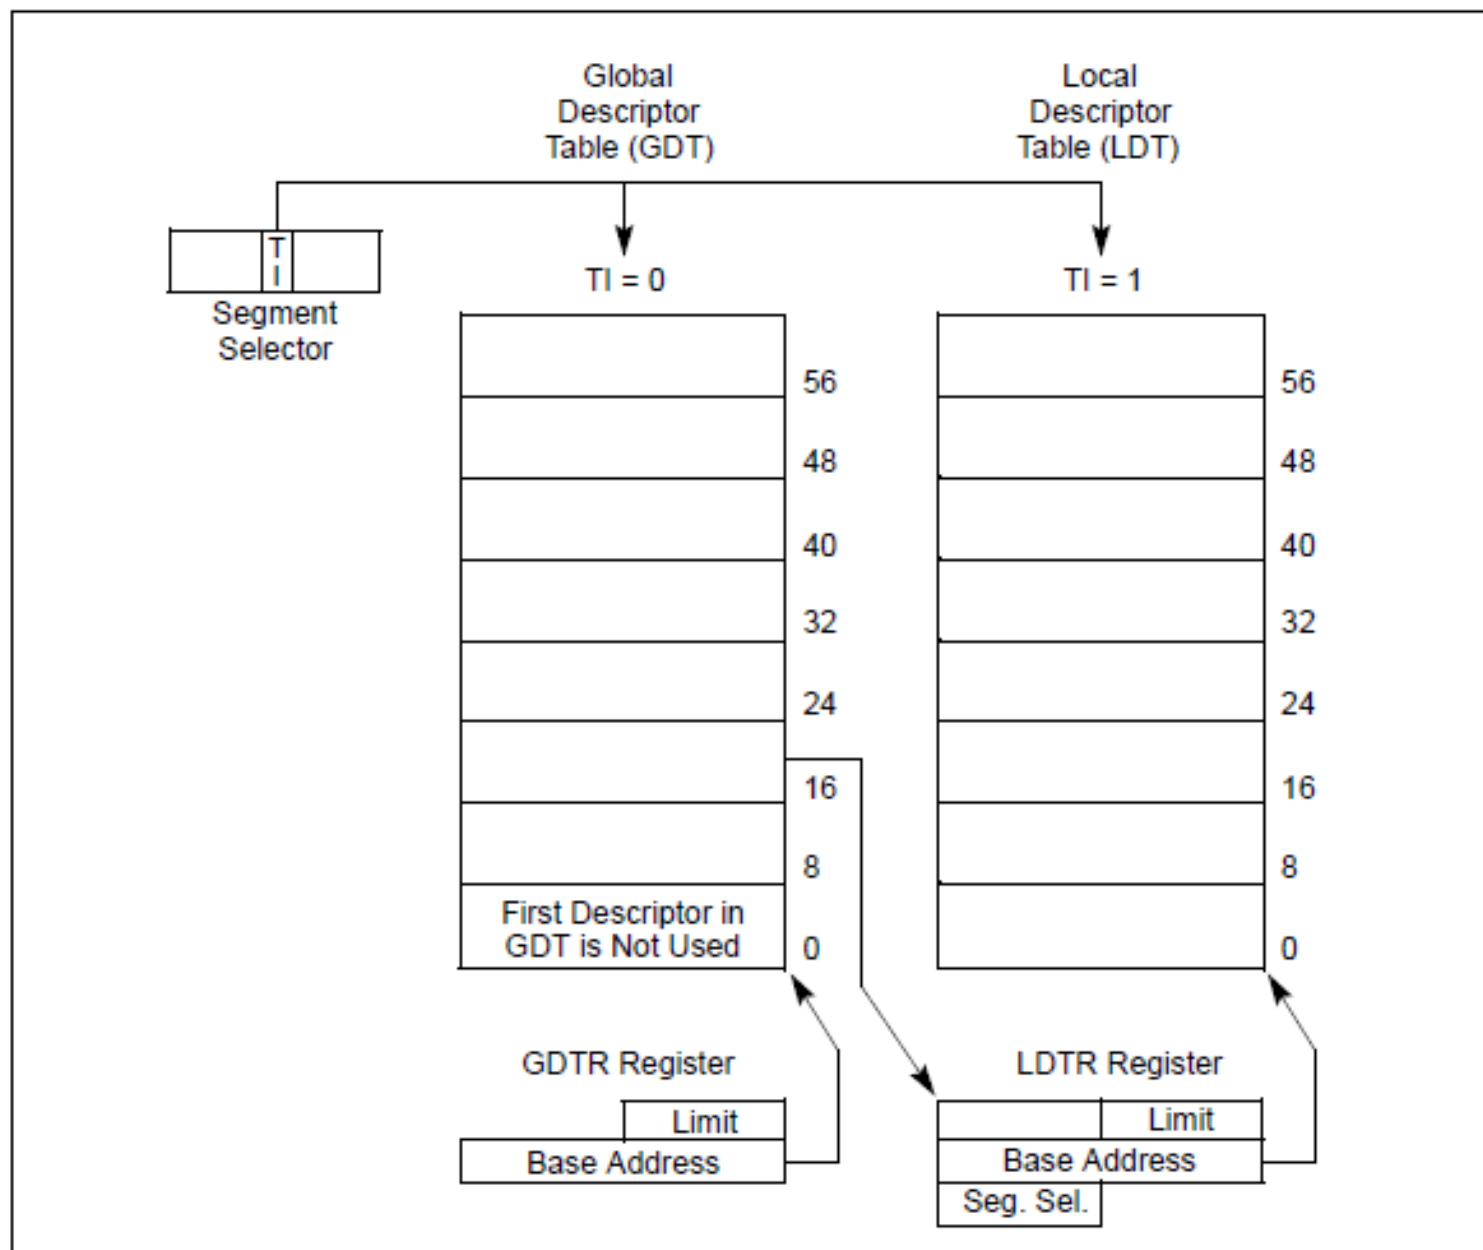 Global
Descriptor
Table (GDT)
Local
Descriptor
Table (LDT)
T
I
Segment
Selector
TI = 0
TI = 1
56
48
40
32
24
16
8
First Descriptor in
GDT is Not Used
0
56
48
40
32
24
16
8
0
GDTR Register
Limit
Base Address
LDTR Register
Limit
Base Address
Seg. Sel.